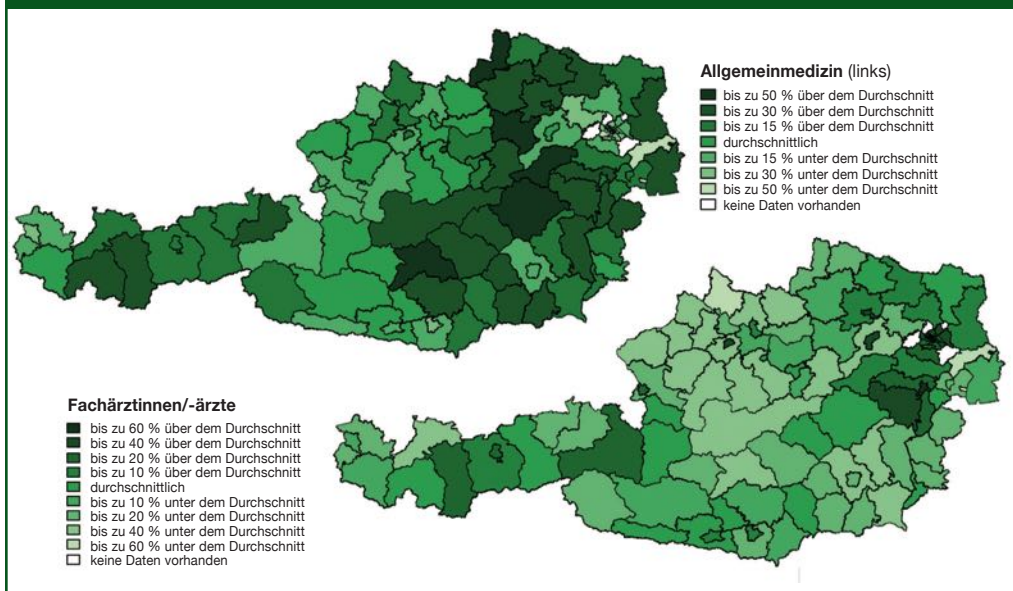 Allgemeinmedizin (links)
bis zu 50 % über dem Durchschnitt
bis zu 30 % über dem Durchschnitt
bis zu 15 % über dem Durchschnitt
durchschnittlich
bis zu 15 % unter dem Durchschnitt
bis zu 30 % unter dem Durchschnitt
bis zu 50 % unter dem Durchschnitt
keine Daten vorhanden
Fachärztinnen/-ärzte
bis zu 60 % über dem Durchschnitt
bis zu 40 % über dem Durchschnitt
bis zu 20 % über dem Durchschnitt
bis zu 10 % über dem Durchschnitt
durchschnittlich
bis zu 10 % unter dem Durchschnitt
bis zu 20 % unter dem Durchschnitt
bis zu 40 % unter dem Durchschnitt
bis zu 60 % unter dem Durchschnitt
keine Daten vorhanden